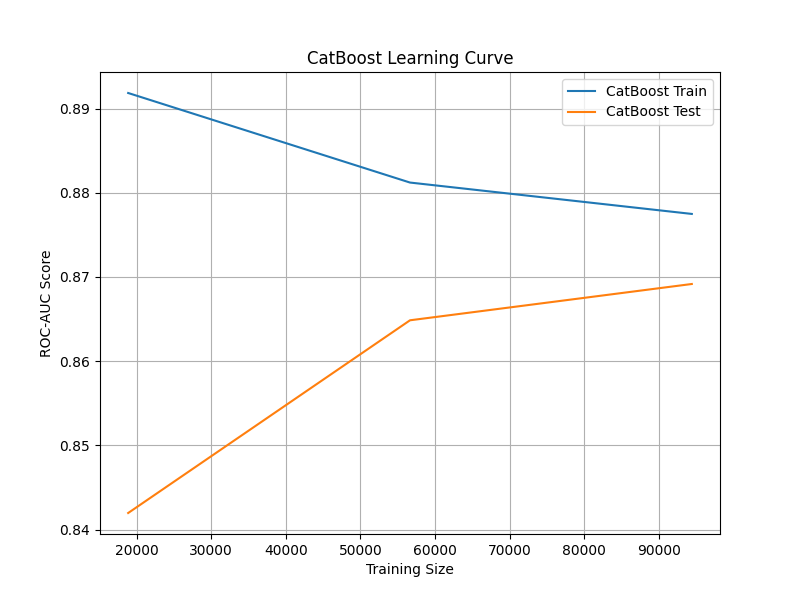 CatBoost Learning Curve
CatBoost Train
CatBoost Test
ROC-AUC Score
0.89
0.88
0.87
0.86
0.85
0.84
20000 30000 40000 50000 60000 70000 80000 90000
Training Size